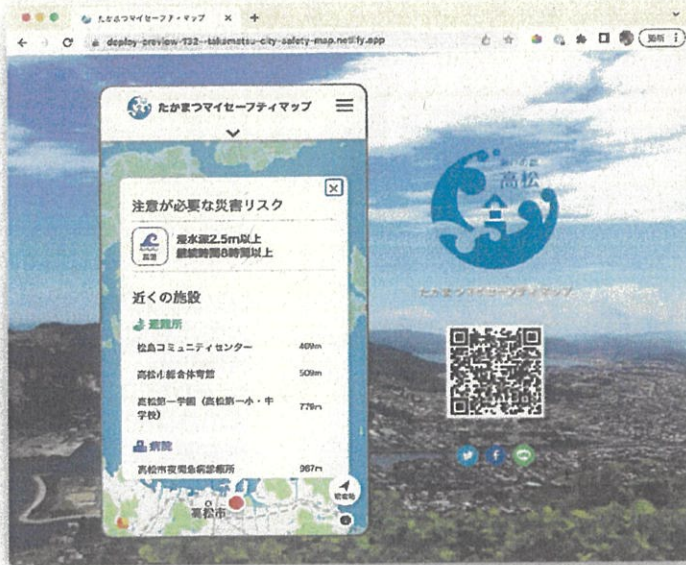 たかまつマイセーフティマップ
deploy-preview-132--takamatsu-city-safety-map.netlify.app
更新
たかまつマイセーフティマップ
注意が必要な災害リスク
高潮
浸水深2.5m以上
継続時間8時間以上
近くの施設
避難所
松島コミュニティセンター 469m
高松市総合体育館 509m
高松第一学園（高松第一小・中
学校） 779m
病院
高松市夜間急病診療所 987m
高松市
現在地
高松
たかまつマイセーフティマップ